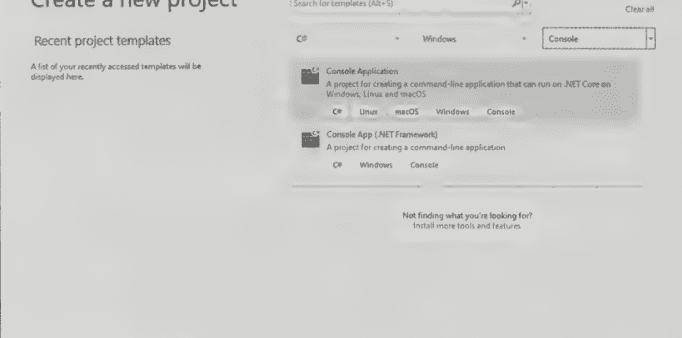 Create a new project
Search for templates (Alt+S)
Clear all
Recent project templates
C#
Windows
Console
A list of your recently accessed templates will be
displayed here.
Console Application
A project for creating a command-line application that can run on .NET Core on
Windows, Linux and macOS
C# Linux macOS Windows Console
Console App (.NET Framework)
A project for creating a command-line application
C# Windows Console
Not finding what you're looking for?
Install more tools and features